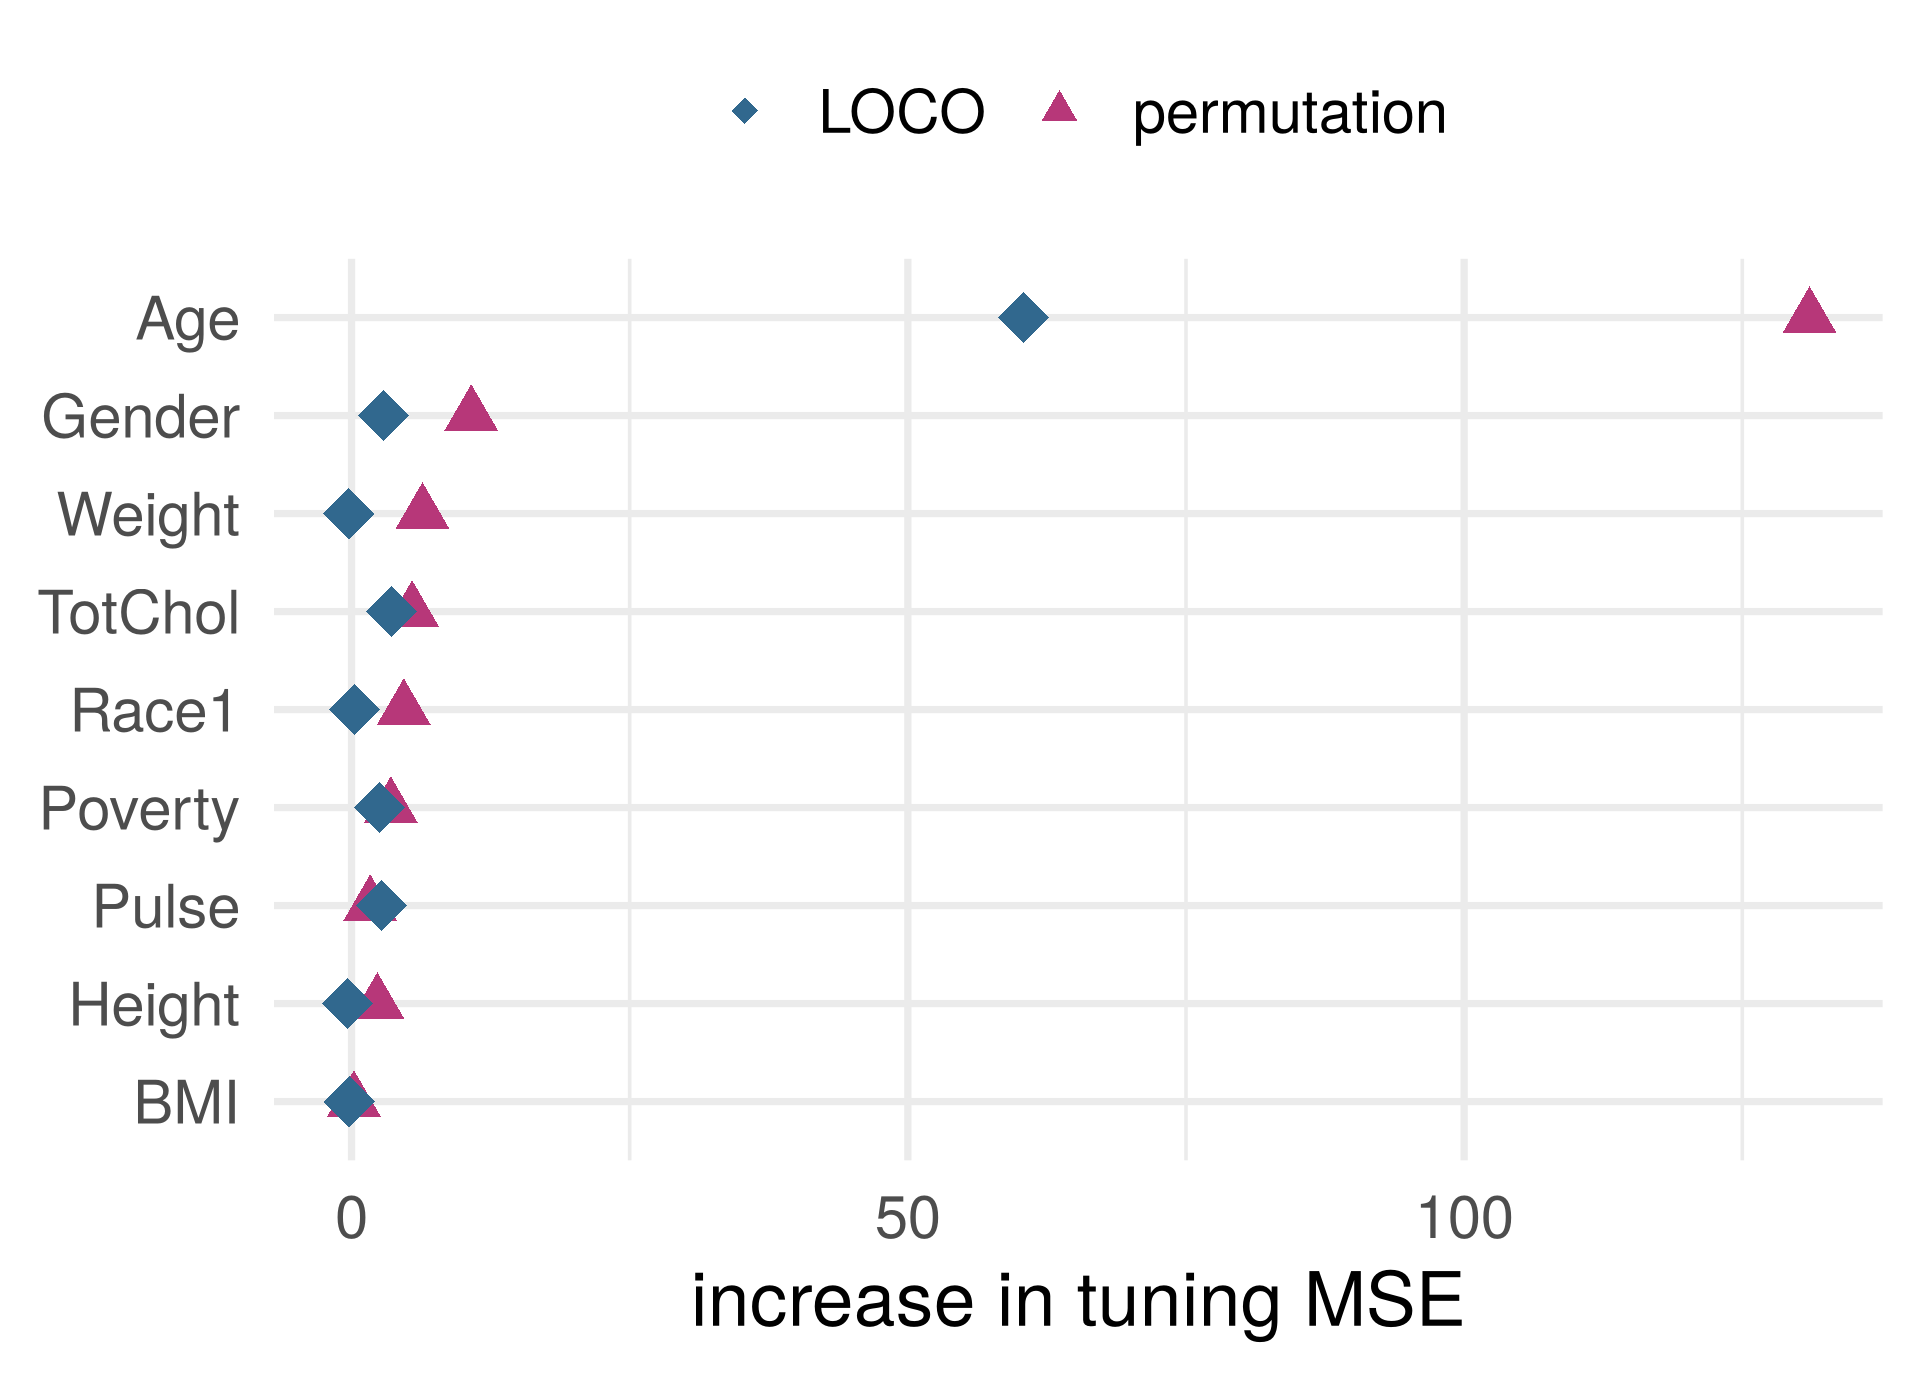 LOCO permutation
Age
Gender
Weight
TotChol
Race1
Poverty
Pulse
Height
BMI
0 50 100
increase in tuning MSE